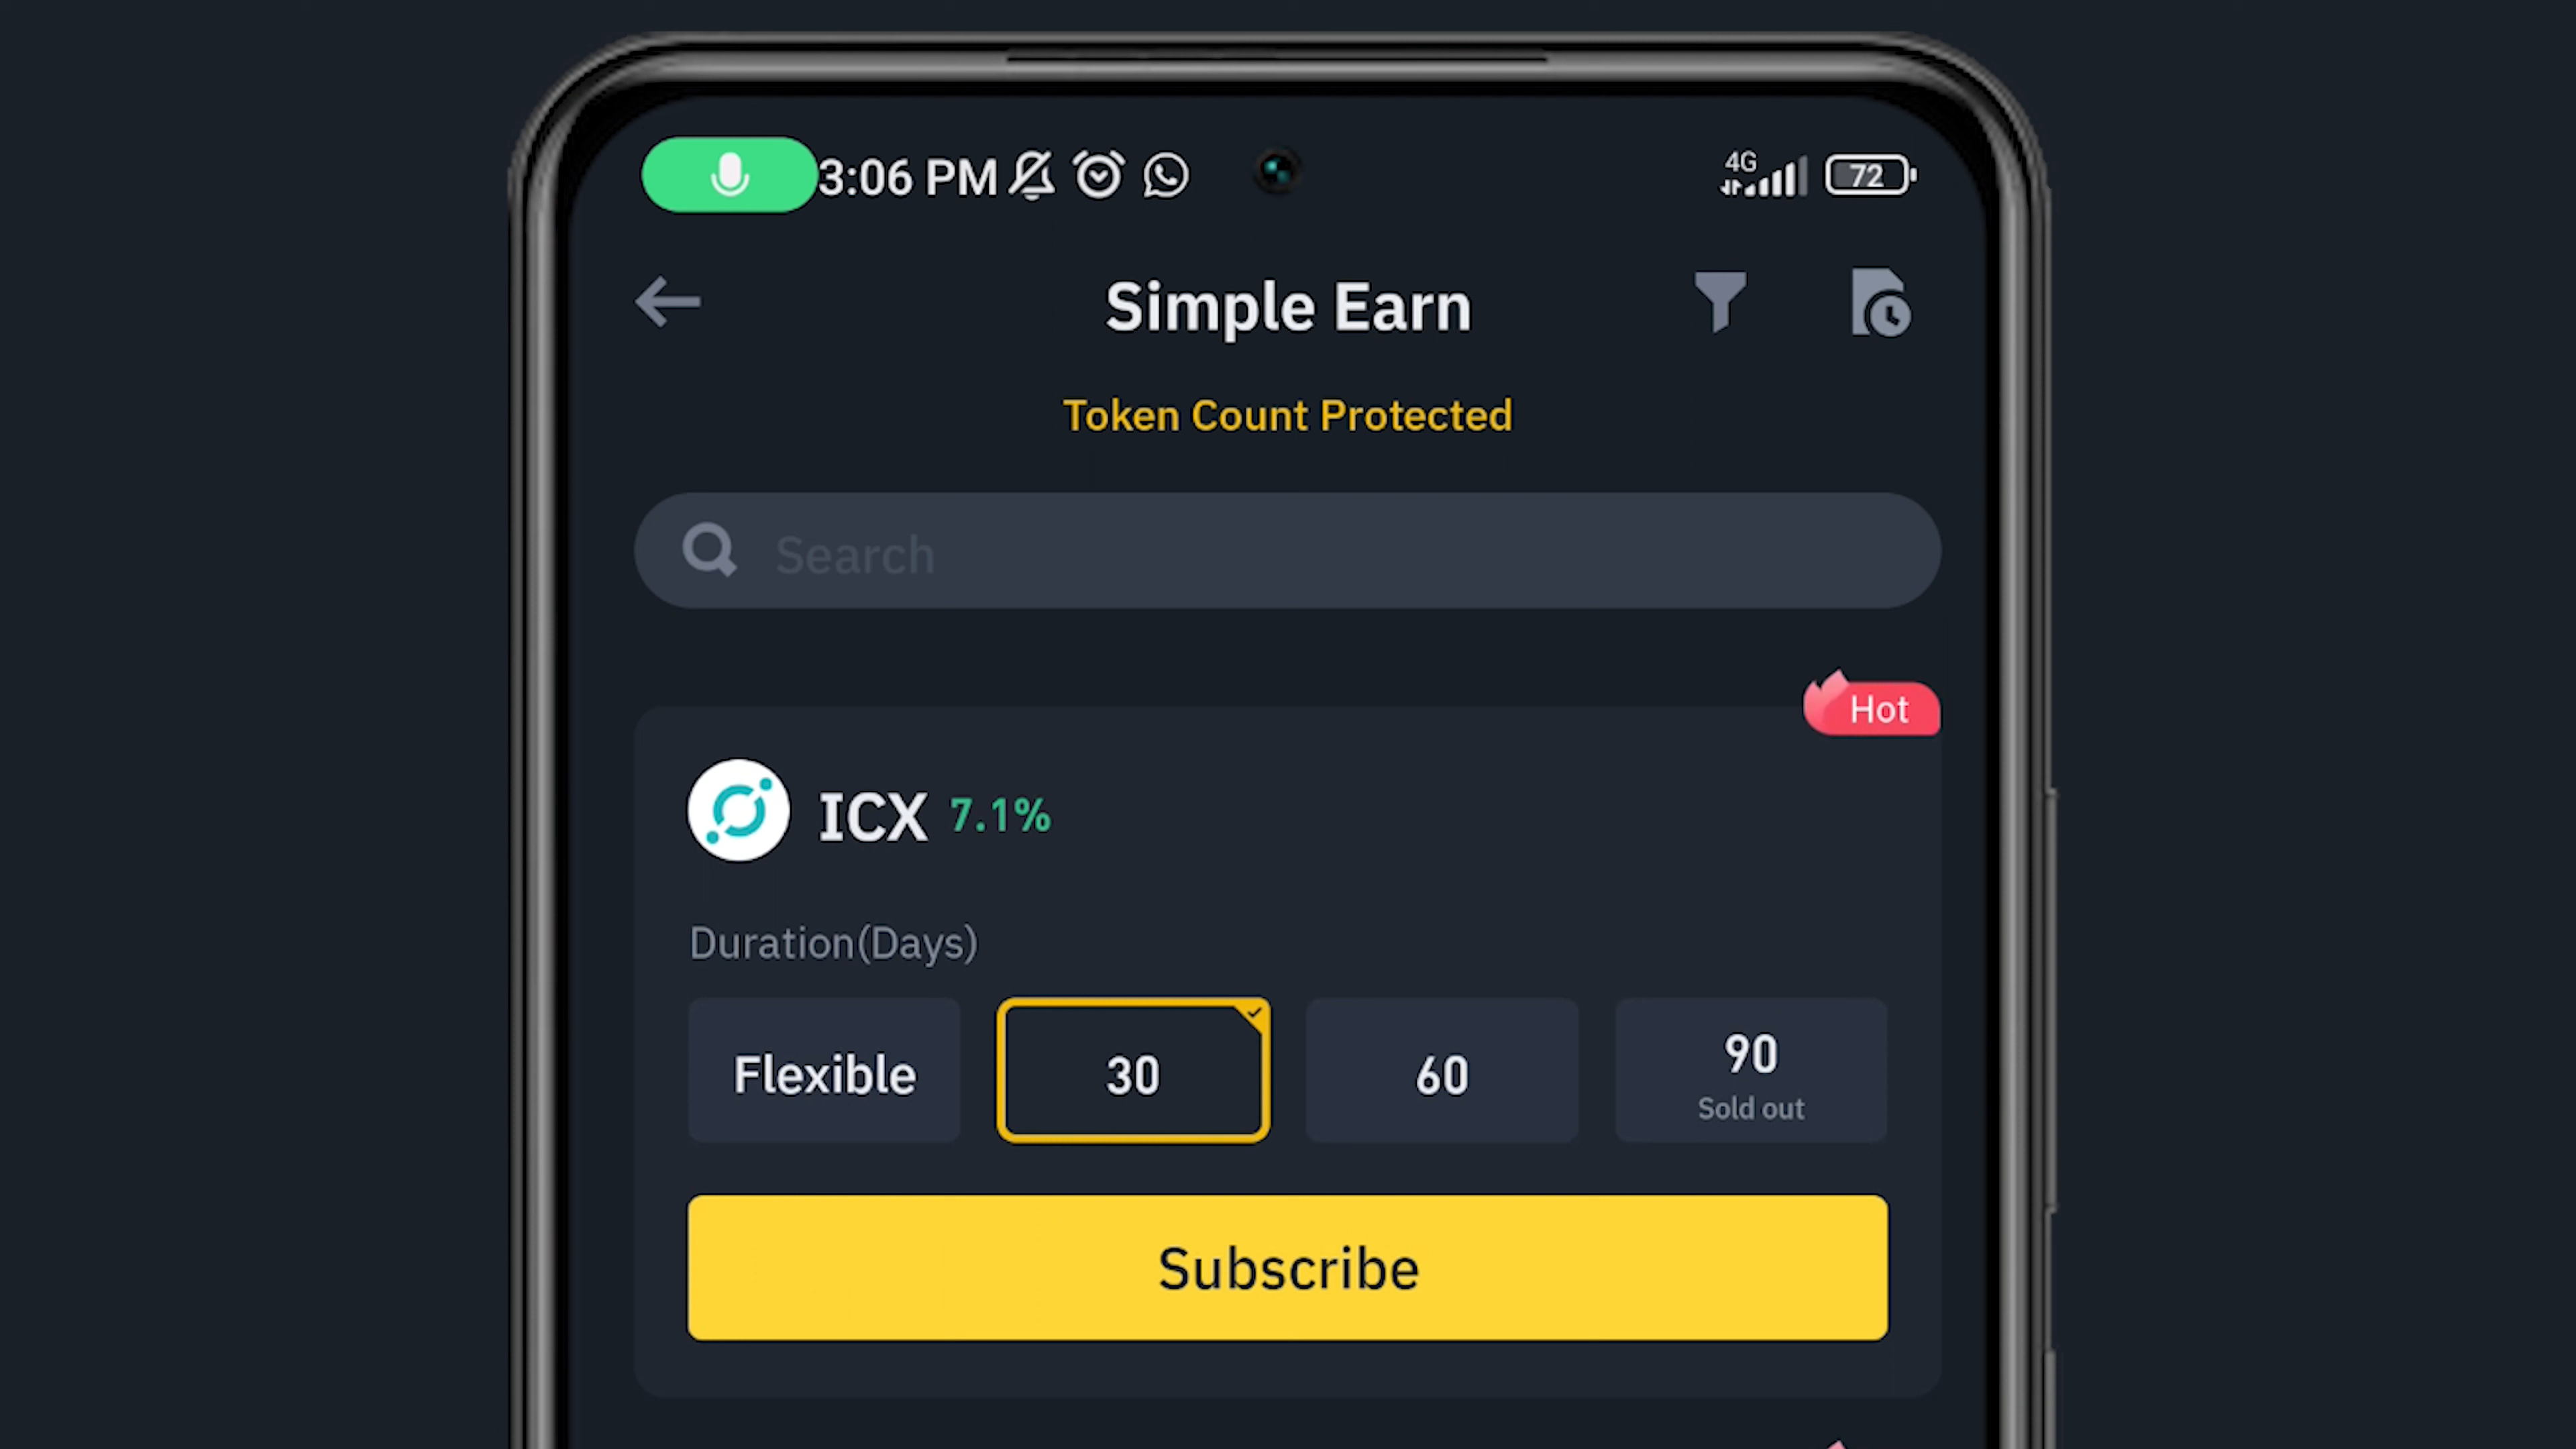 3:06 PM 4G 72
Simple Earn
Token Count Protected
Search
Hot
ICX 7.1%
Duration(Days)
Flexible 30 60 90
Sold out
Subscribe